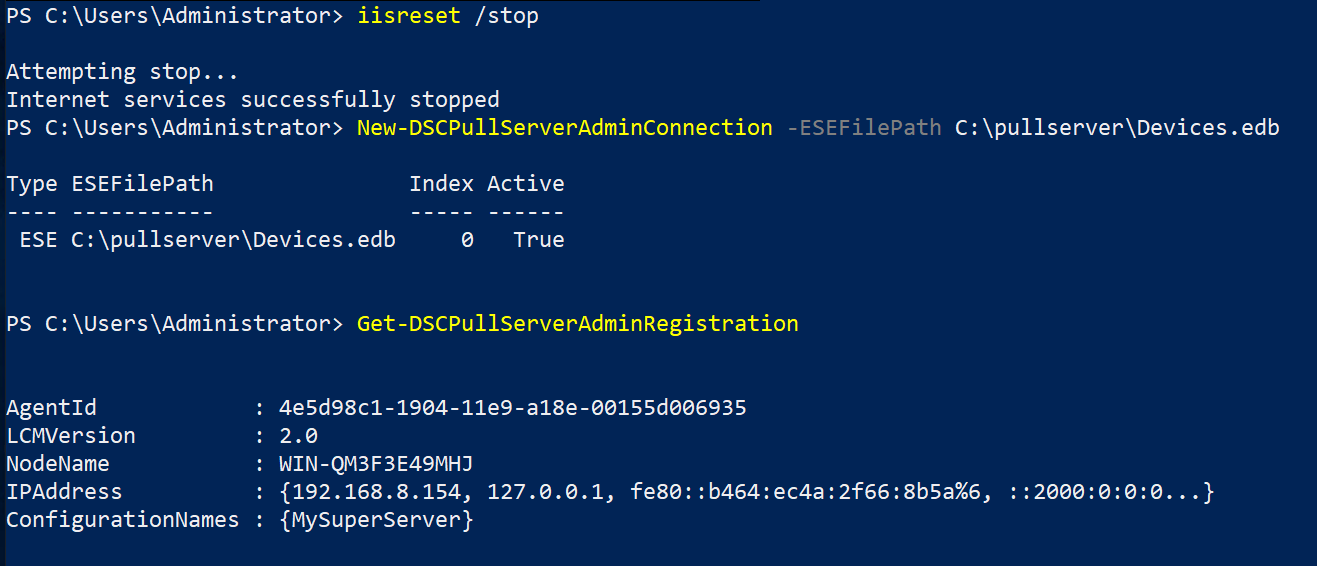 PS C:\Users\Administrator> iisreset /stop
Attempting stop...
Internet services successfully stopped
PS C:\Users\Administrator> New-DSCPullServerAdminConnection -ESEFilePath C:\pullserver\Devices.edb
Type ESEFilePath               Index Active
---- -----------               ----- ------
 ESE C:\pullserver\Devices.edb     0   True
PS C:\Users\Administrator> Get-DSCPullServerAdminRegistration
AgentId            : 4e5d98c1-1904-11e9-a18e-00155d006935
LCMVersion         : 2.0
NodeName           : WIN-QM3F3E49MHJ
IPAddress          : {192.168.8.154, 127.0.0.1, fe80::b464:ec4a:2f66:8b5a%6, ::2000:0:0:0...}
ConfigurationNames : {MySuperServer}